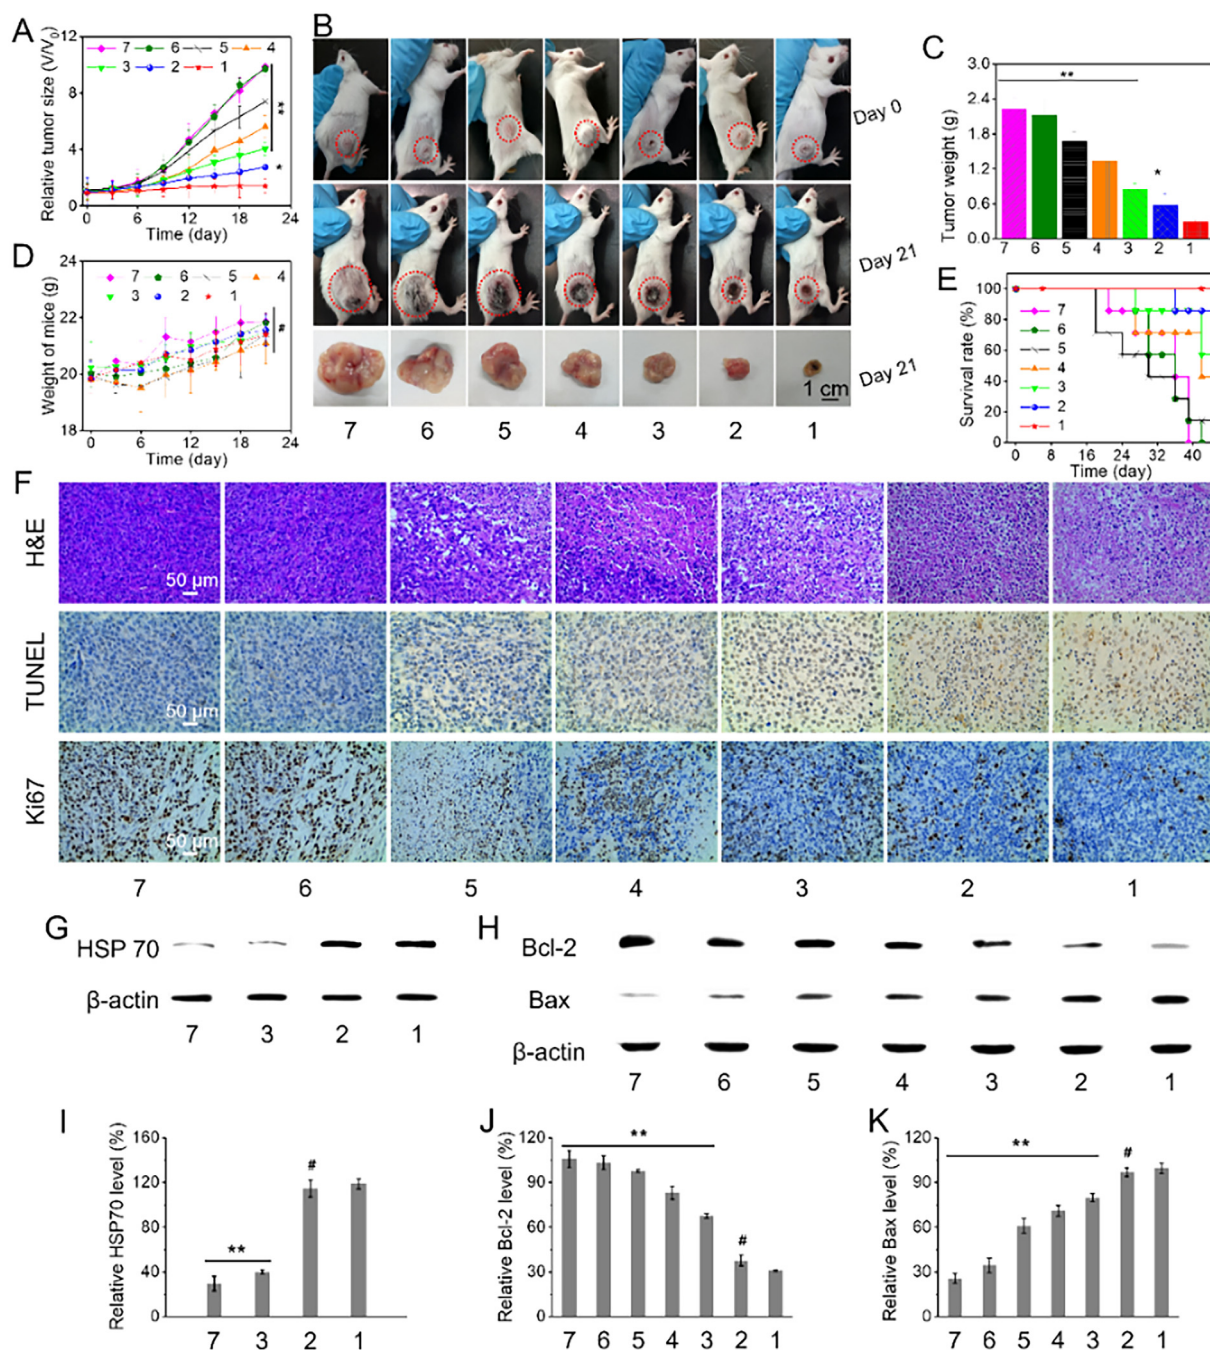 A
Relative tumor size (V/V0)
12
8
4
0
7 6 5 4
3 2 1
**
*
0 6 12 18 24
Time (day)
B
Day 0
Day 21
Day 21
1 cm
7 6 5 4 3 2 1
C
Tumor weight (g)
3.0
2.4
1.8
1.2
0.6
0.0
**
*
7 6 5 4 3 2 1
D
Weight of mice (g)
24
22
20
18
7 6 5 4
3 2 1
#
0 6 12 18 24
Time (day)
E
Survival rate (%)
100
80
60
40
20
0
7
6
5
4
3
2
1
0 8 16 24 32 40
Time (day)
F
H&E
50 μm
TUNEL
50 μm
Ki67
50 μm
7 6 5 4 3 2 1
G
HSP 70
β-actin
7 3 2 1
H
Bcl-2
Bax
β-actin
7 6 5 4 3 2 1
I
Relative HSP70 level (%)
160
120
80
40
0
**
#
7 3 2 1
J
Relative Bcl-2 level (%)
120
90
60
30
0
**
#
7 6 5 4 3 2 1
K
Relative Bax level (%)
120
90
60
30
0
**
#
7 6 5 4 3 2 1